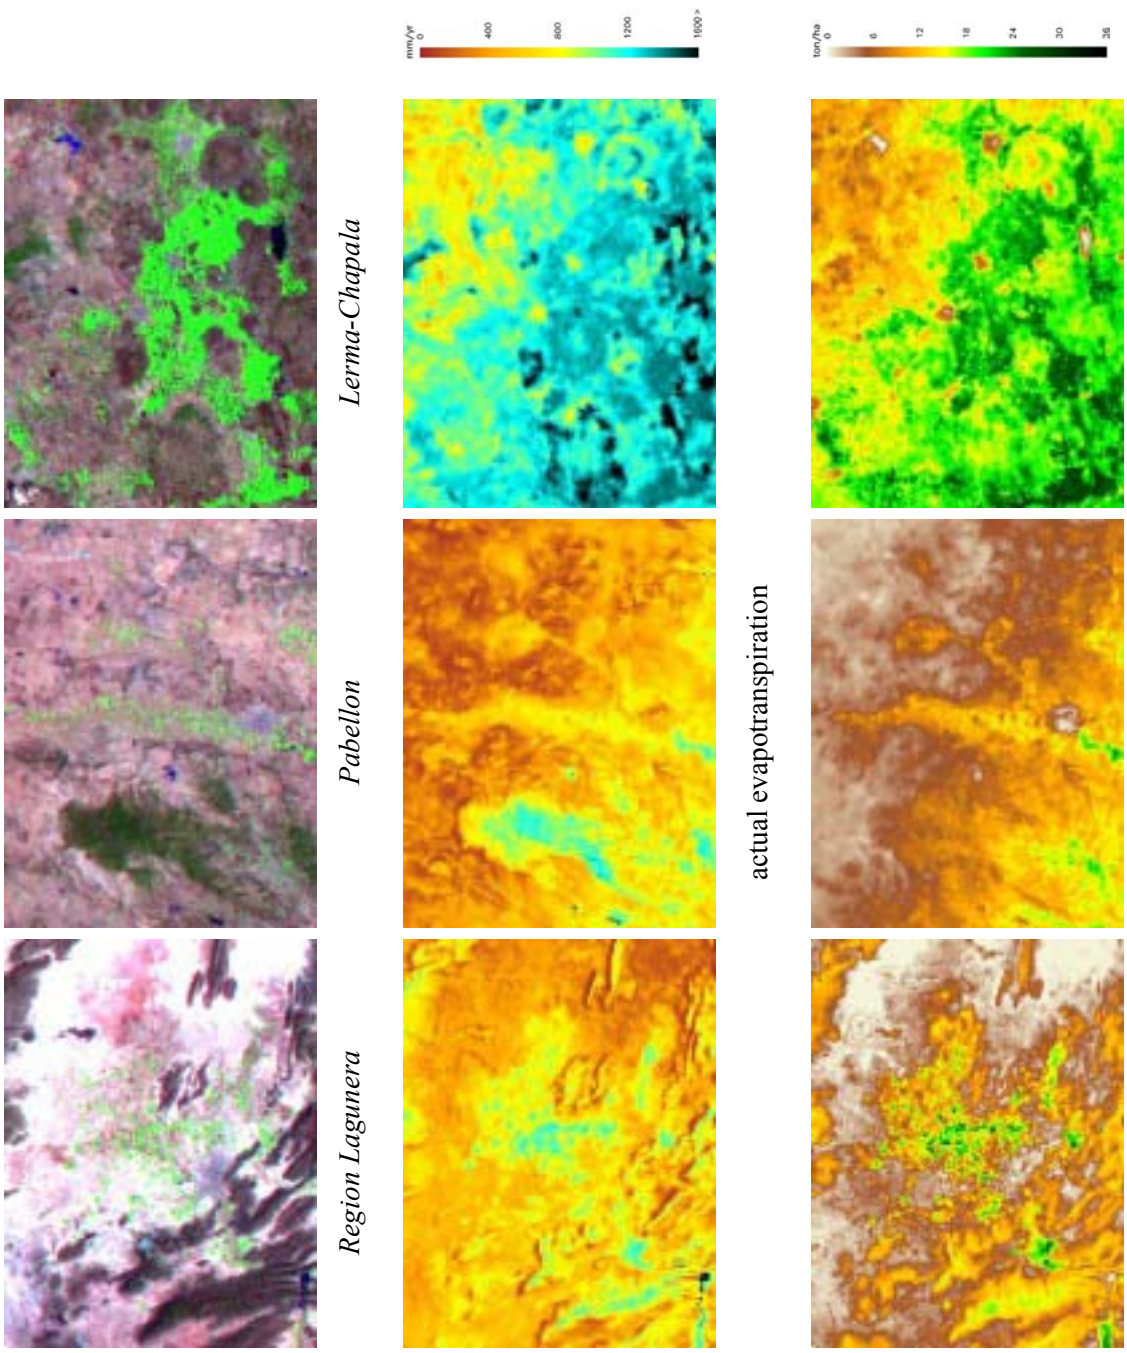 mm/yr
0
400
800
1200
1600 >
ton/ha
0
6
12
18
24
30
36
Lerma-Chapala
Pabellon
actual evapotranspiration
Region Lagunera